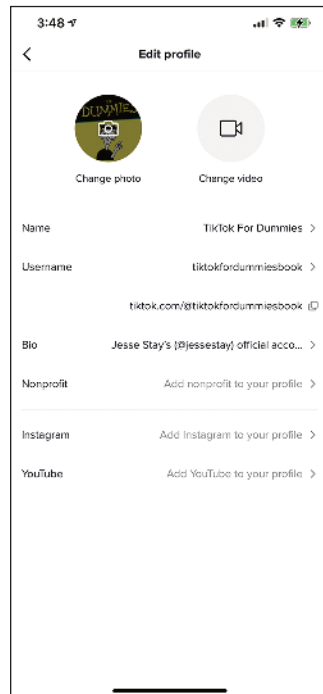 3:48
Edit profile
DUMMIES
Change photo
Change video
Name TikTok For Dummies
Username tiktokfordummiesbook
tiktok.com/@tiktokfordummiesbook
Bio Jesse Stay's (@jessestay) official acco...
Nonprofit Add nonprofit to your profile
Instagram Add Instagram to your profile
YouTube Add YouTube to your profile